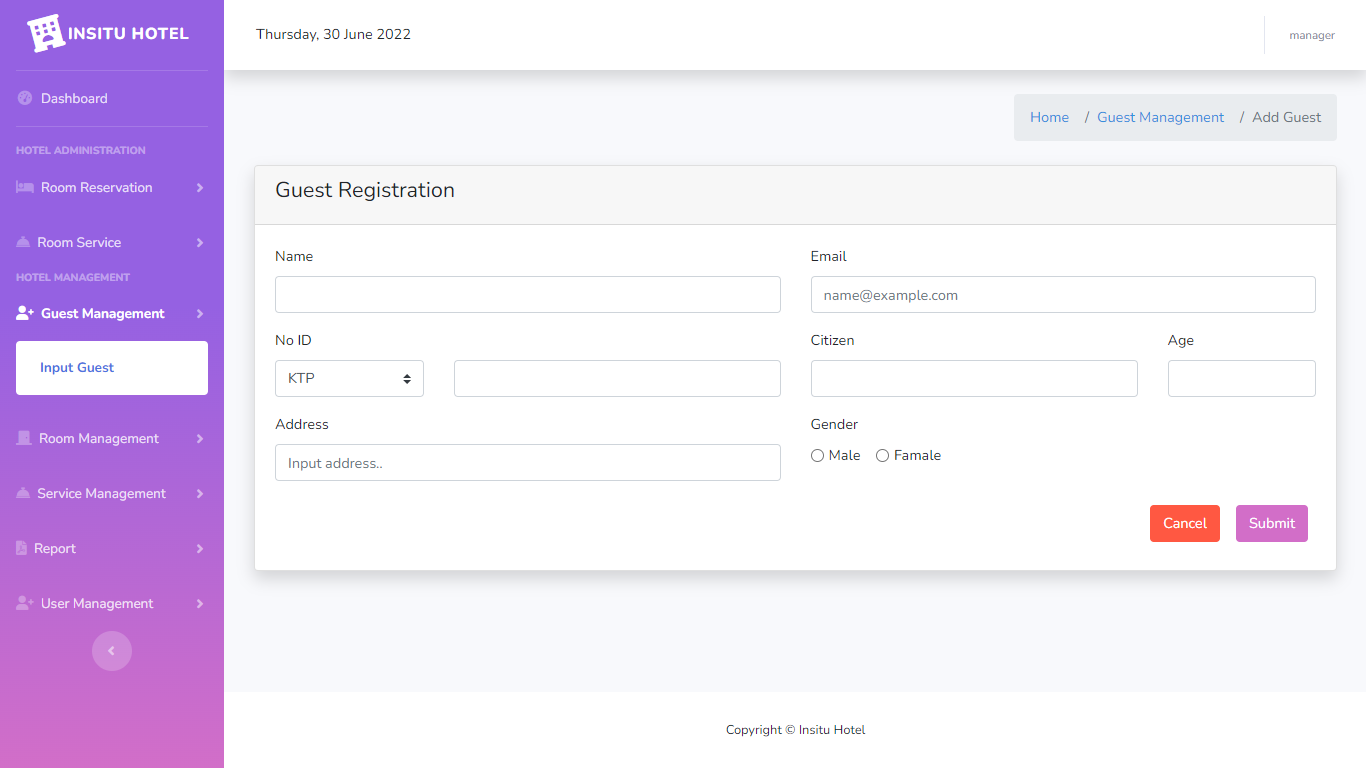 INSITU HOTEL
Dashboard
HOTEL ADMINISTRATION
Room Reservation
Room Service
HOTEL MANAGEMENT
Guest Management
Input Guest
Room Management
Service Management
Report
User Management
Thursday, 30 June 2022
manager
Home / Guest Management / Add Guest
Guest Registration
Name
Email
name@example.com
No ID
Citizen
Age
KTP
Address
Gender
Input address..
Male
Famale
Cancel
Submit
Copyright © Insitu Hotel